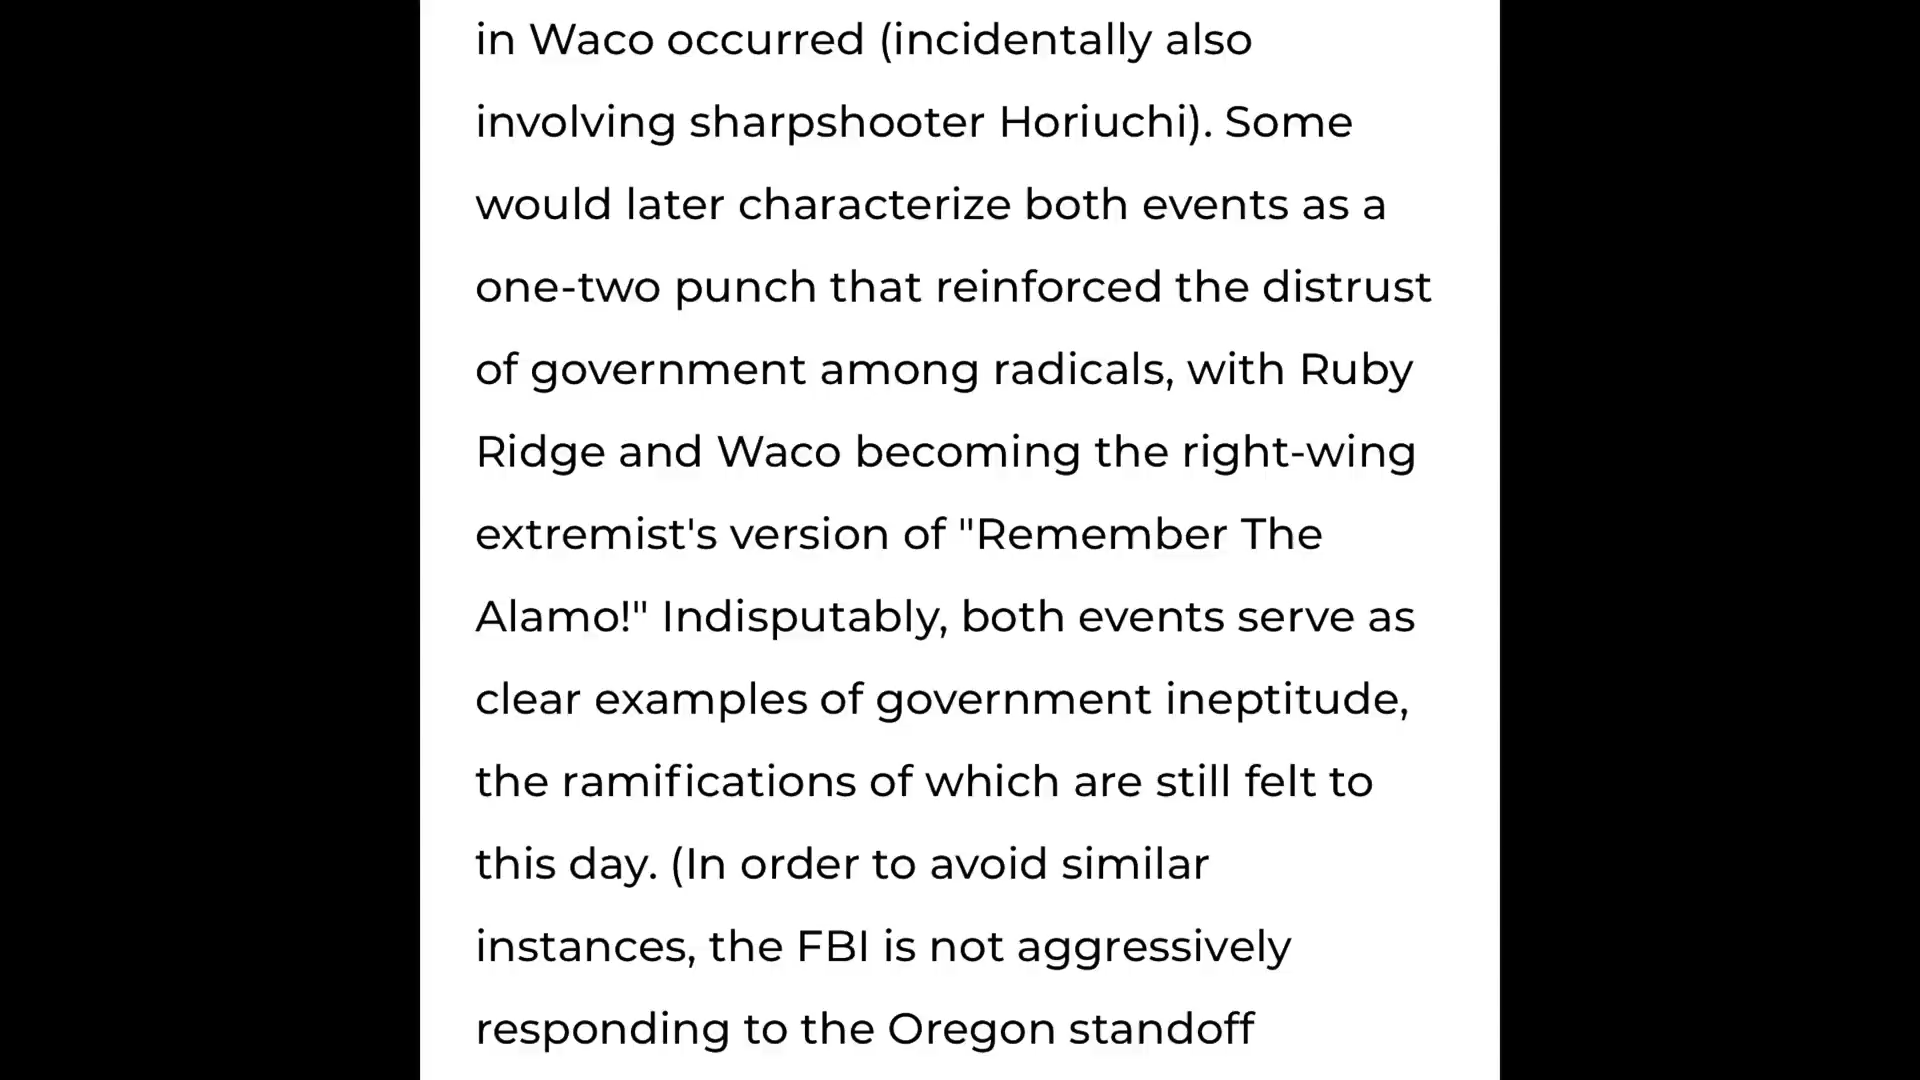 in Waco occurred (incidentally also
involving sharpshooter Horiuchi). Some
would later characterize both events as a
one-two punch that reinforced the distrust
of government among radicals, with Ruby
Ridge and Waco becoming the right-wing
extremist's version of "Remember The
Alamo!" Indisputably, both events serve as
clear examples of government ineptitude,
the ramifications of which are still felt to
this day. (In order to avoid similar
instances, the FBI is not aggressively
responding to the Oregon standoff